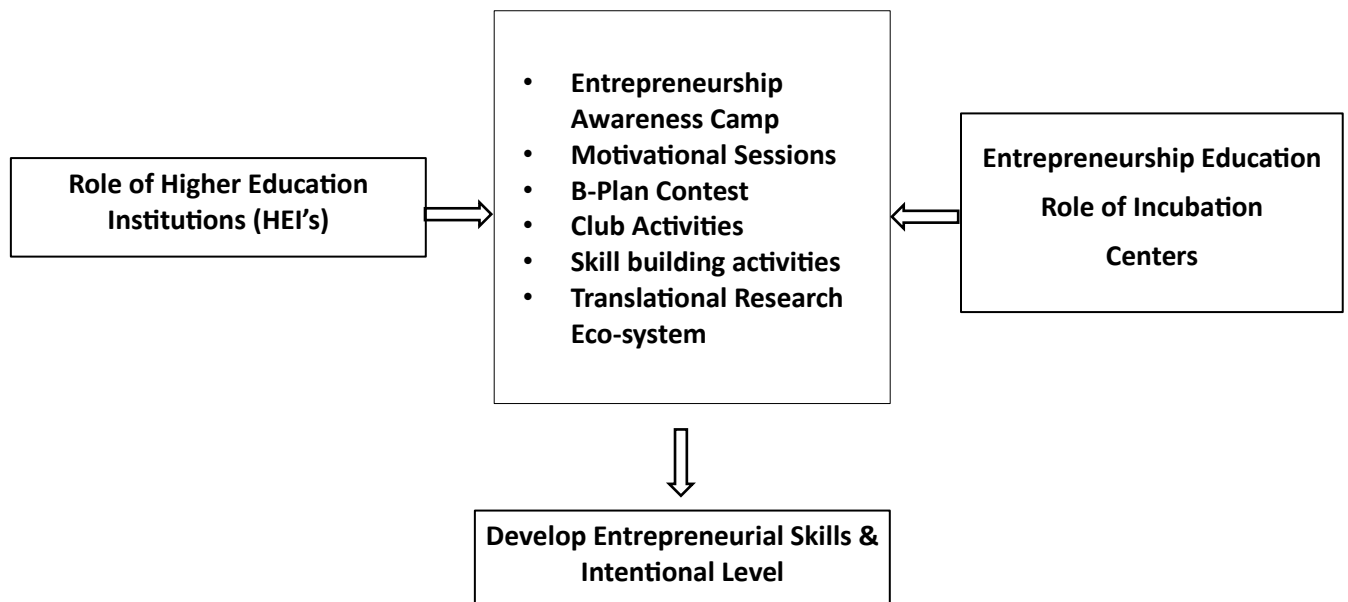 Role of Higher Education
Institutions (HEI’s)
• Entrepreneurship
Awareness Camp
• Motivational Sessions
• B-Plan Contest
• Club Activities
• Skill building activities
• Translational Research
Eco-system
Entrepreneurship Education
Role of Incubation
Centers
Develop Entrepreneurial Skills &
Intentional Level